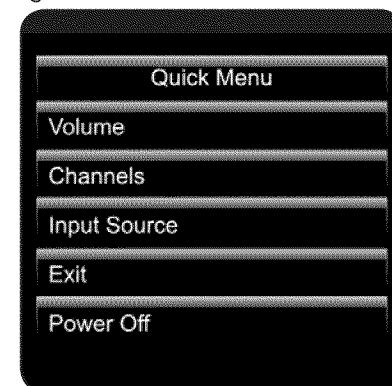 Quick Menu
Volume
Channels
Input Source
Exit
Power Off